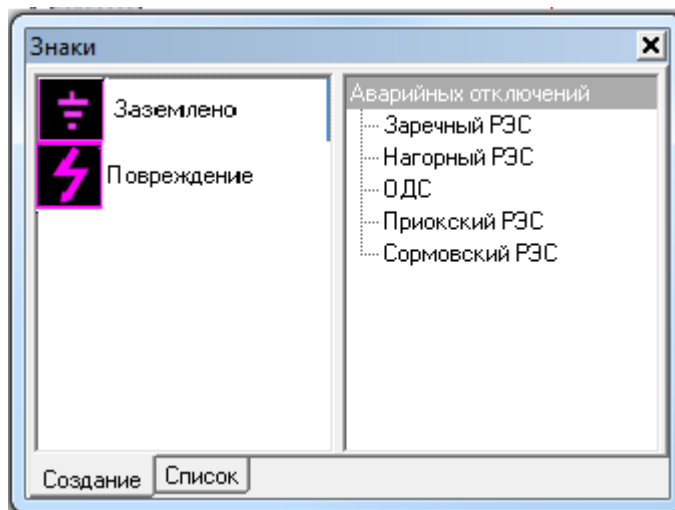 Знаки
Заземлено
Повреждение
Аварийных отключений
Заречный РЭС
Нагорный РЭС
ОДС
Приокский РЭС
Сормовский РЭС
Создание
Список